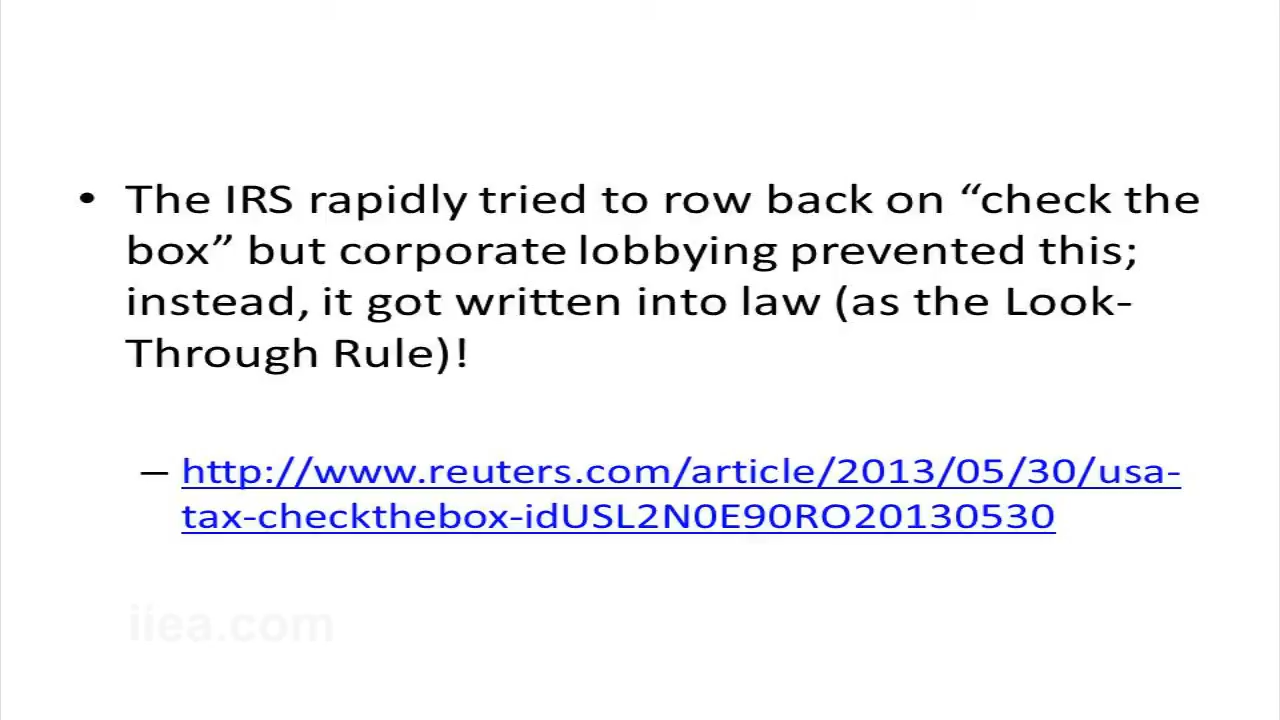 • The IRS rapidly tried to row back on “check the
box” but corporate lobbying prevented this;
instead, it got written into law (as the Look-
Through Rule)!
– http://www.reuters.com/article/2013/05/30/usa-
tax-checkthebox-idUSL2N0E90RO20130530
iiea.com